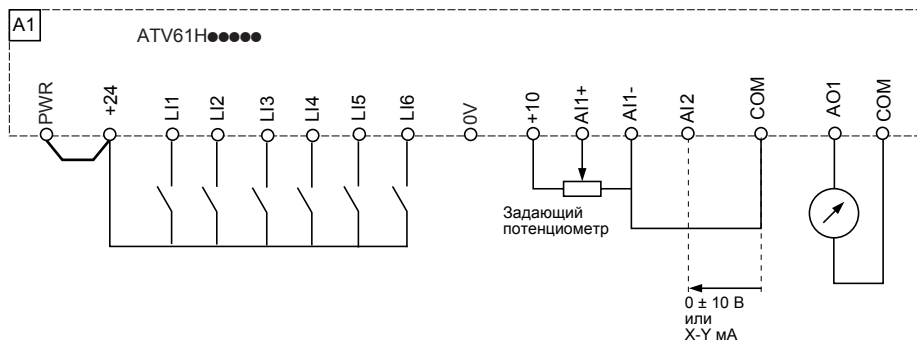 A1
ATV61H●●●●●
PWR
+24
LI1
LI2
LI3
LI4
LI5
LI6
0V
+10
AI1+
AI1-
AI2
COM
AO1
COM
Задающий
потенциометр
0 ± 10 В
или
X-Y мА